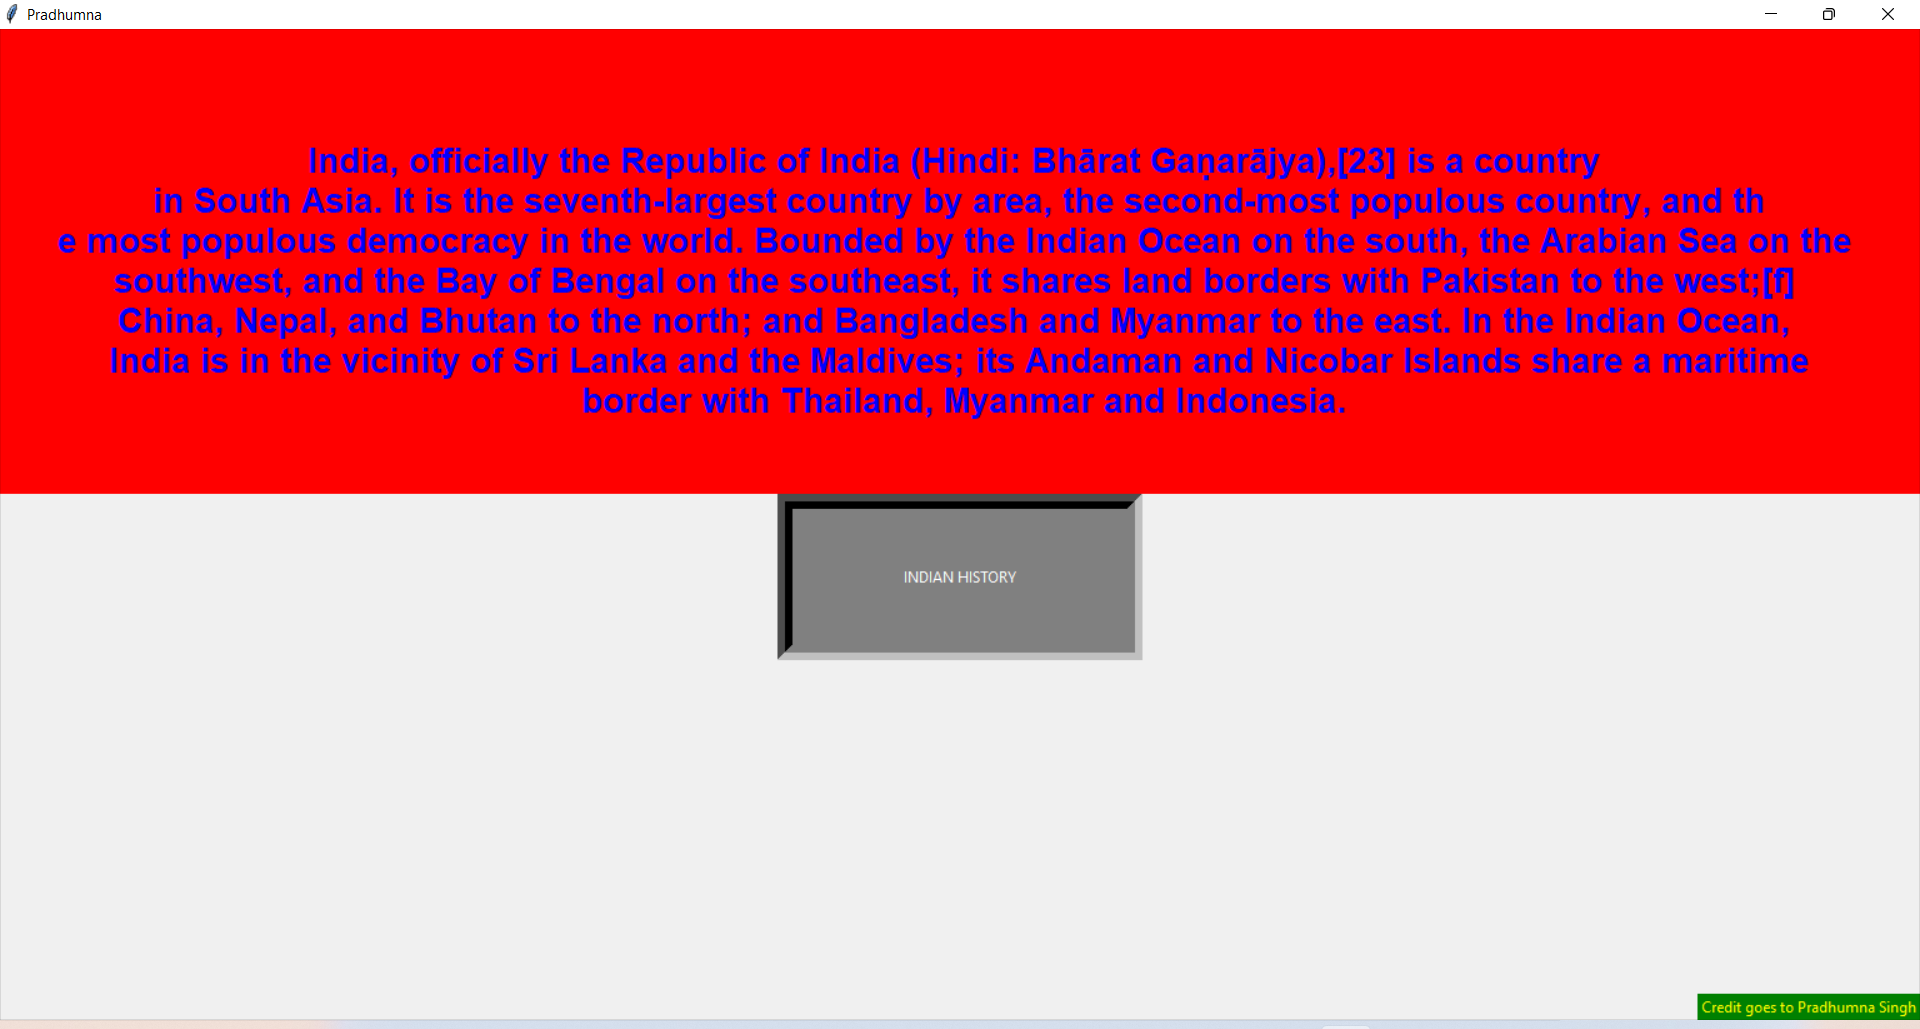 Pradhumna
India, officially the Republic of India (Hindi: Bhārat Gaṇarājya),[23] is a country
in South Asia. It is the seventh-largest country by area, the second-most populous country, and th
e most populous democracy in the world. Bounded by the Indian Ocean on the south, the Arabian Sea on the
southwest, and the Bay of Bengal on the southeast, it shares land borders with Pakistan to the west;[f]
China, Nepal, and Bhutan to the north; and Bangladesh and Myanmar to the east. In the Indian Ocean,
India is in the vicinity of Sri Lanka and the Maldives; its Andaman and Nicobar Islands share a maritime
border with Thailand, Myanmar and Indonesia.
INDIAN HISTORY
Credit goes to Pradhumna Singh